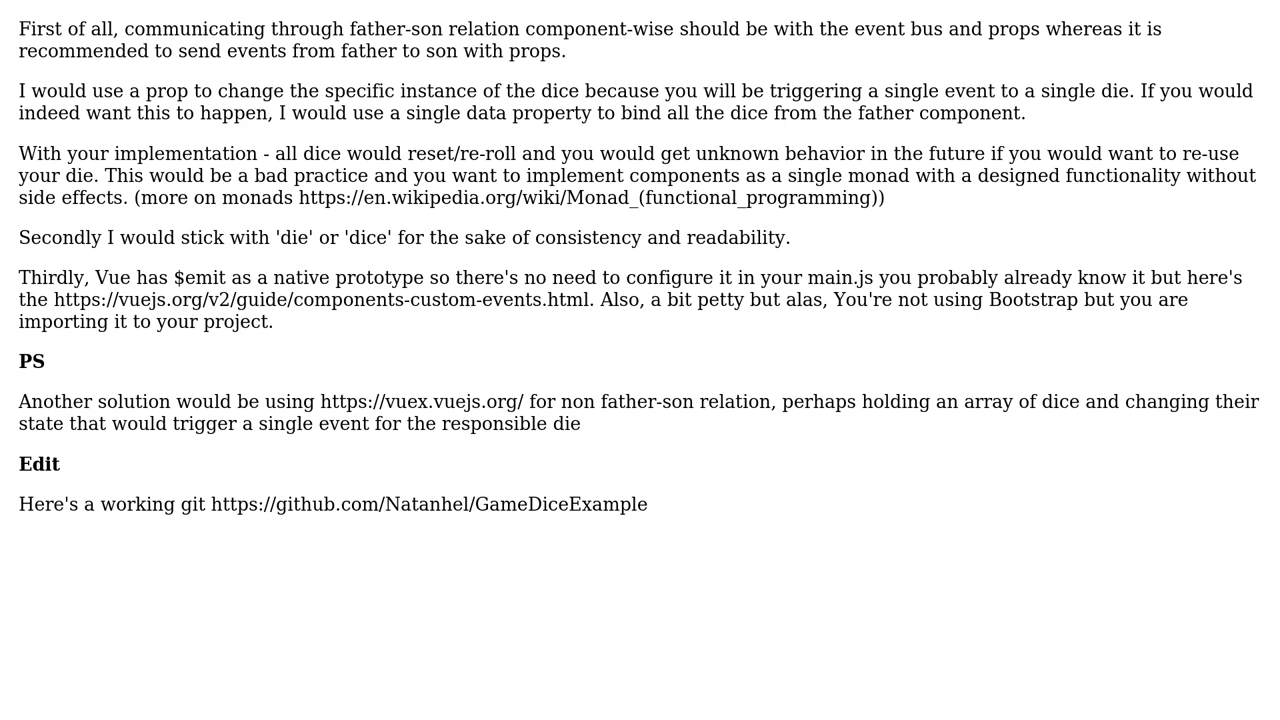 First of all, communicating through father-son relation component-wise should be with the event bus and props whereas it is
recommended to send events from father to son with props.
I would use a prop to change the specific instance of the dice because you will be triggering a single event to a single die. If you would
indeed want this to happen, I would use a single data property to bind all the dice from the father component.
With your implementation - all dice would reset/re-roll and you would get unknown behavior in the future if you would want to re-use
your die. This would be a bad practice and you want to implement components as a single monad with a designed functionality without
side effects. (more on monads https://en.wikipedia.org/wiki/Monad_(functional_programming))
Secondly I would stick with 'die' or 'dice' for the sake of consistency and readability.
Thirdly, Vue has $emit as a native prototype so there's no need to configure it in your main.js you probably already know it but here's
the https://vuejs.org/v2/guide/components-custom-events.html. Also, a bit petty but alas, You're not using Bootstrap but you are
importing it to your project.
PS
Another solution would be using https://vuex.vuejs.org/ for non father-son relation, perhaps holding an array of dice and changing their
state that would trigger a single event for the responsible die
Edit
Here's a working git https://github.com/Natanhel/GameDiceExample